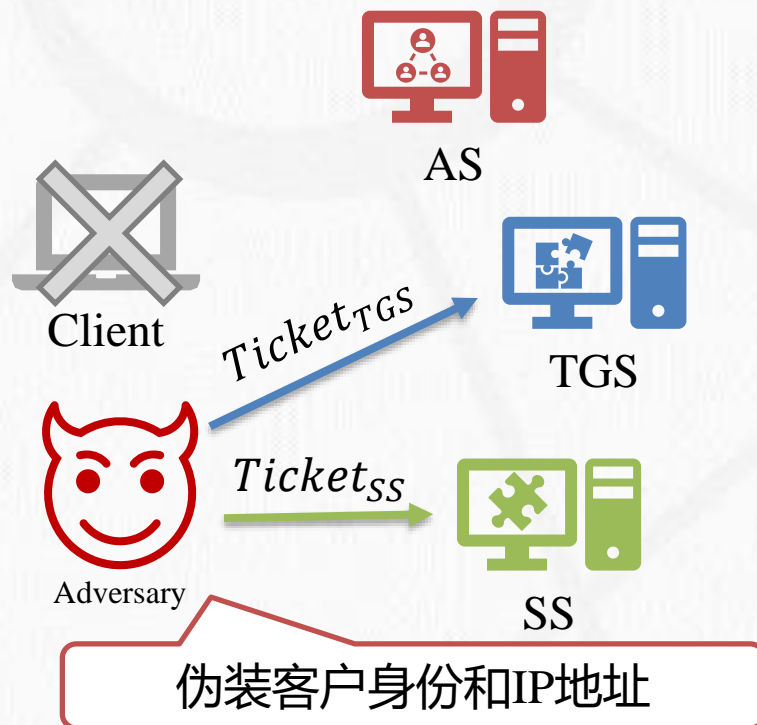 AS
Client
Ticket_TGS
TGS
Ticket_SS
Adversary
SS
伪装客户身份和IP地址